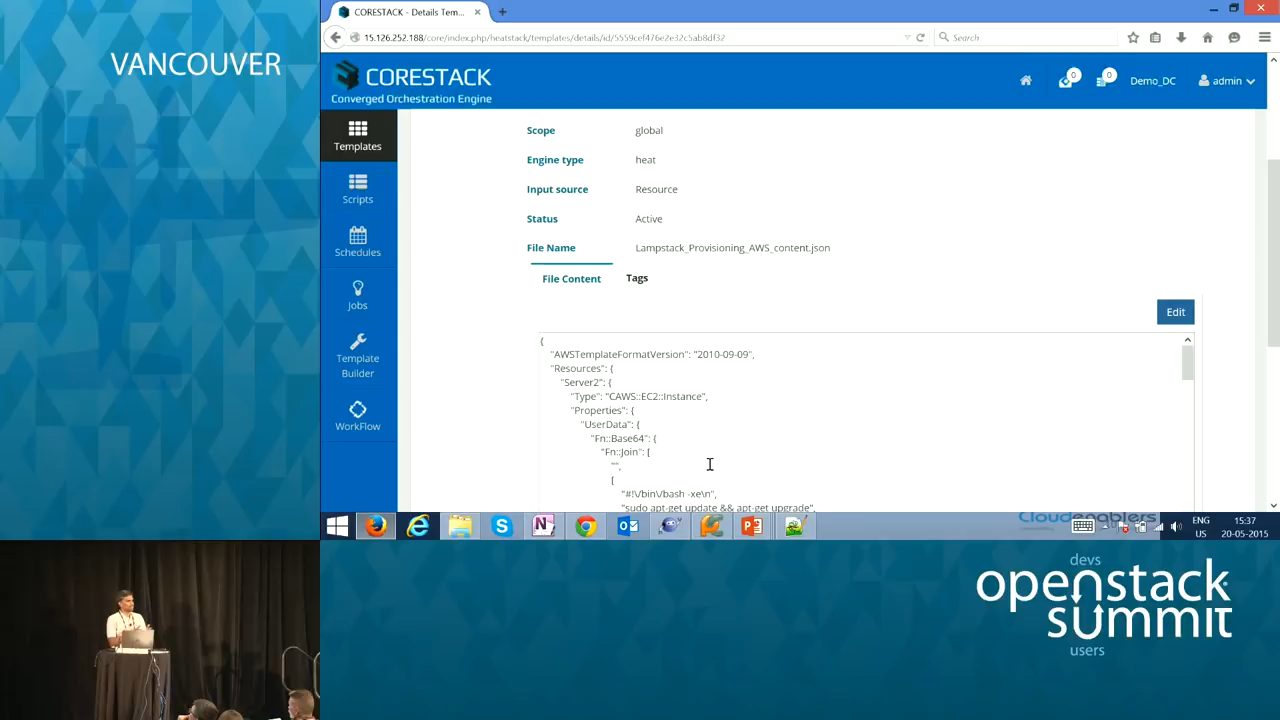 VANCOUVER
CORESTACK - Details Tem...
15.126.252.188/core/index.php/heatstack/templates/details/id/5559cef476e2e32c5ab8df32
Search
CORESTACK
Converged Orchestration Engine
0
0
Demo_DC
admin
Templates
Scripts
Schedules
Jobs
Template
Builder
WorkFlow
Scope global
Engine type heat
Input source Resource
Status Active
File Name Lampstack_Provisioning_AWS_content.json
File Content Tags
Edit
{
"AWSTemplateFormatVersion": "2010-09-09",
"Resources": {
"Server2": {
"Type": "CAWS::EC2::Instance",
"Properties": {
"UserData": {
"Fn::Base64": {
"Fn::Join": [
"",
[
"#!\/bin\/bash -xe\n",
"sudo apt-get update && apt-get upgrade",
Cloudenablers
ENG
US
15:37
20-05-2015
devs
openstack
summit
users